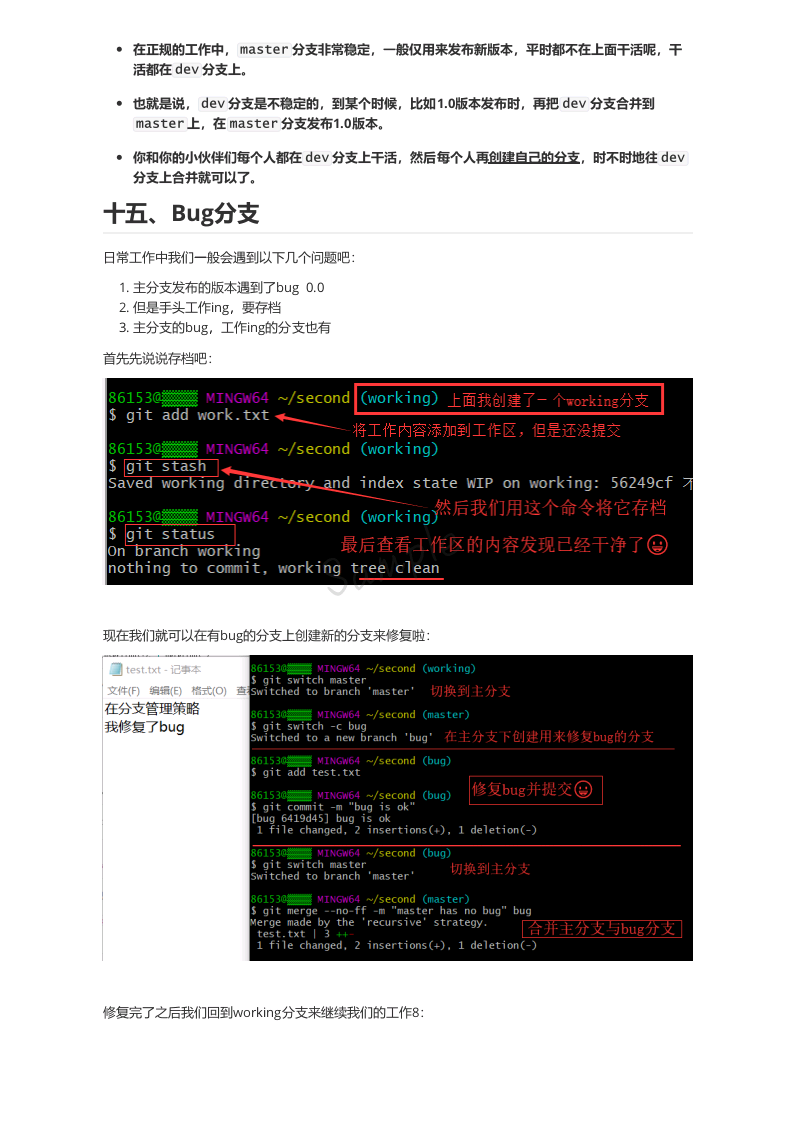 在正规的工作中，master分支非常稳定，一般仅用来发布新版本，平时都不在上面干活呢，干
活都在dev分支上。
也就是说，dev分支是不稳定的，到某个时候，比如1.0版本发布时，再把dev分支合并到
master上，在master分支发布1.0版本。
你和你的小伙伴们每个人都在dev分支上干活，然后每个人再创建自己的分支，时不时地往dev
分支上合并就可以了。
十五、Bug分支
日常工作中我们一般会遇到以下几个问题吧：
1. 主分支发布的版本遇到了bug 0.0
2. 但是手头工作ing，要存档
3. 主分支的bug，工作ing的分支也有
首先先说说存档吧：
86153@ MINGW64 ~/second (working) 上面我创建了一个working分支
$ git add work.txt
将工作内容添加到工作区，但是还没提交
86153@ MINGW64 ~/second (working)
$ git stash
Saved working directory and index state WIP on working: 56249cf
然后我们用这个命令将它存档
86153@ MINGW64 ~/second (working)
$ git status
On branch working 最后查看工作区的内容发现已经干净了
nothing to commit, working tree clean
现在我们就可以在有bug的分支上创建新的分支来修复啦：
test.txt - 记事本
文件(F) 编辑(E) 格式(O)
在分支管理策略
我修复了bug
86153@ MINGW64 ~/second (working)
$ git switch master
Switched to branch 'master' 切换到主分支
86153@ MINGW64 ~/second (master)
$ git switch -c bug
Switched to a new branch 'bug' 在主分支下创建用来修复bug的分支
86153@ MINGW64 ~/second (bug)
$ git add test.txt
修复bug并提交
86153@ MINGW64 ~/second (bug)
$ git commit -m "bug is ok"
[bug 6419d45] bug is ok
1 file changed, 2 insertions(+), 1 deletion(-)
86153@ MINGW64 ~/second (bug)
$ git switch master 切换到主分支
Switched to branch 'master'
86153@ MINGW64 ~/second (master)
$ git merge --no-ff -m "master has no bug" bug
Merge made by the 'recursive' strategy.
test.txt | 3 ++-
合并主分支与bug分支
1 file changed, 2 insertions(+), 1 deletion(-)
修复完了之后我们回到working分支来继续我们的工作8：